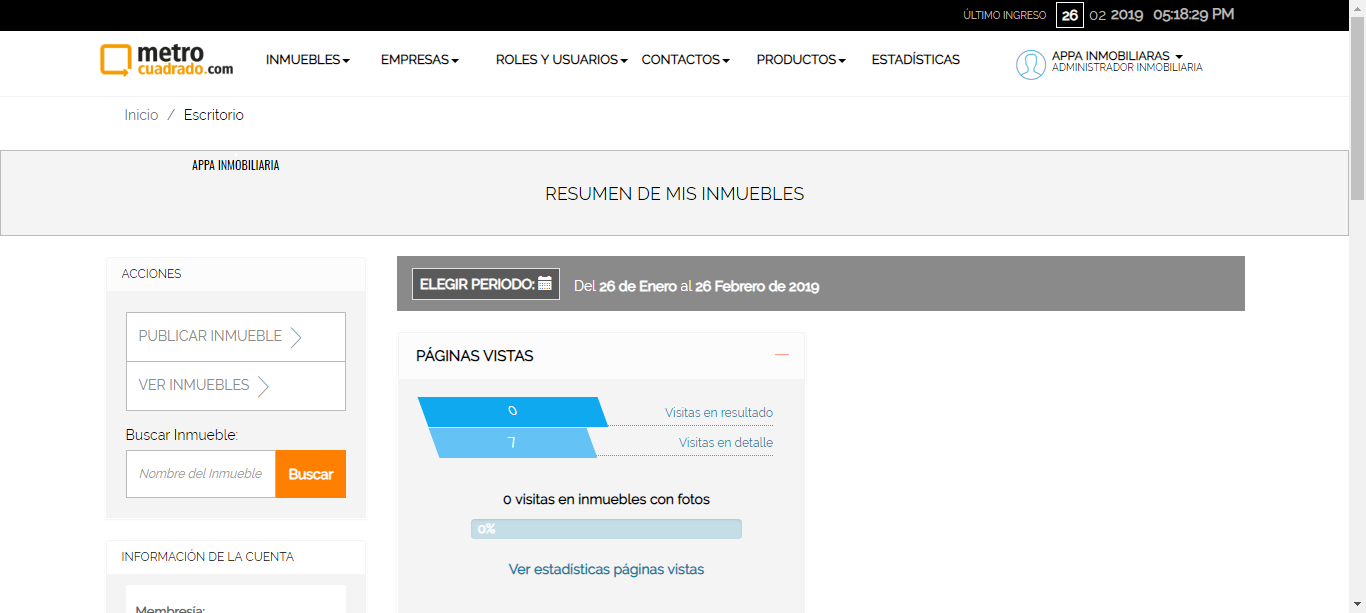 ÚLTIMO INGRESO 26 02 2019 05:18:29 PM
metro
cuadrado.com
INMUEBLES EMPRESAS ROLES Y USUARIOS CONTACTOS PRODUCTOS ESTADÍSTICAS
APPA INMOBILIARAS
ADMINISTRADOR INMOBILIARIA
Inicio / Escritorio
APPA INMOBILIARIA
RESUMEN DE MIS INMUEBLES
ACCIONES
PUBLICAR INMUEBLE
VER INMUEBLES
Buscar Inmueble:
Nombre del Inmueble Buscar
INFORMACIÓN DE LA CUENTA
Membresía:
ELEGIR PERIODO: Del 26 de Enero al 26 Febrero de 2019
PÁGINAS VISTAS
0 Visitas en resultado
7 Visitas en detalle
0 visitas en inmuebles con fotos
0%
Ver estadísticas páginas vistas